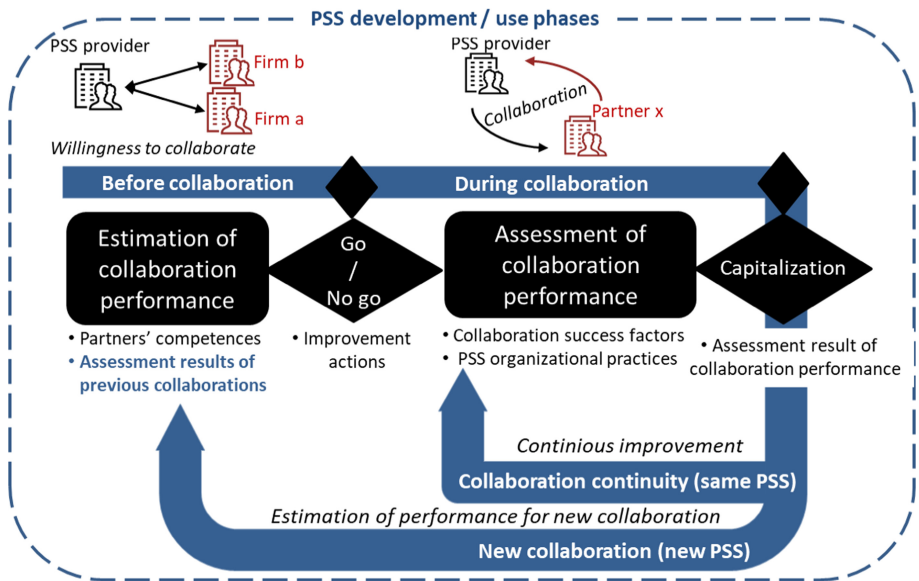 PSS development / use phases
PSS provider
Firm b
Firm a
Willingness to collaborate
PSS provider
Collaboration
Partner x
Before collaboration
During collaboration
Estimation of
collaboration
performance
Go
/
No go
Assessment of
collaboration
performance
Capitalization
• Partners’ competences
• Assessment results of
previous collaborations
• Improvement
actions
• Collaboration success factors
• PSS organizational practices
• Assessment result of
collaboration performance
Continious improvement
Collaboration continuity (same PSS)
Estimation of performance for new collaboration
New collaboration (new PSS)